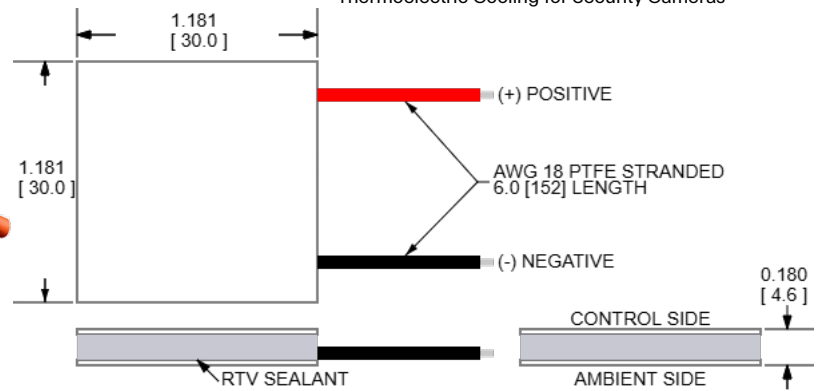 Thermoelectric Cooling for Security Cameras
1.181
[ 30.0 ]
(+) POSITIVE
1.181
[ 30.0 ]
AWG 18 PTFE STRANDED
6.0 [152] LENGTH
(-) NEGATIVE
0.180
[ 4.6 ]
CONTROL SIDE
RTV SEALANT
AMBIENT SIDE